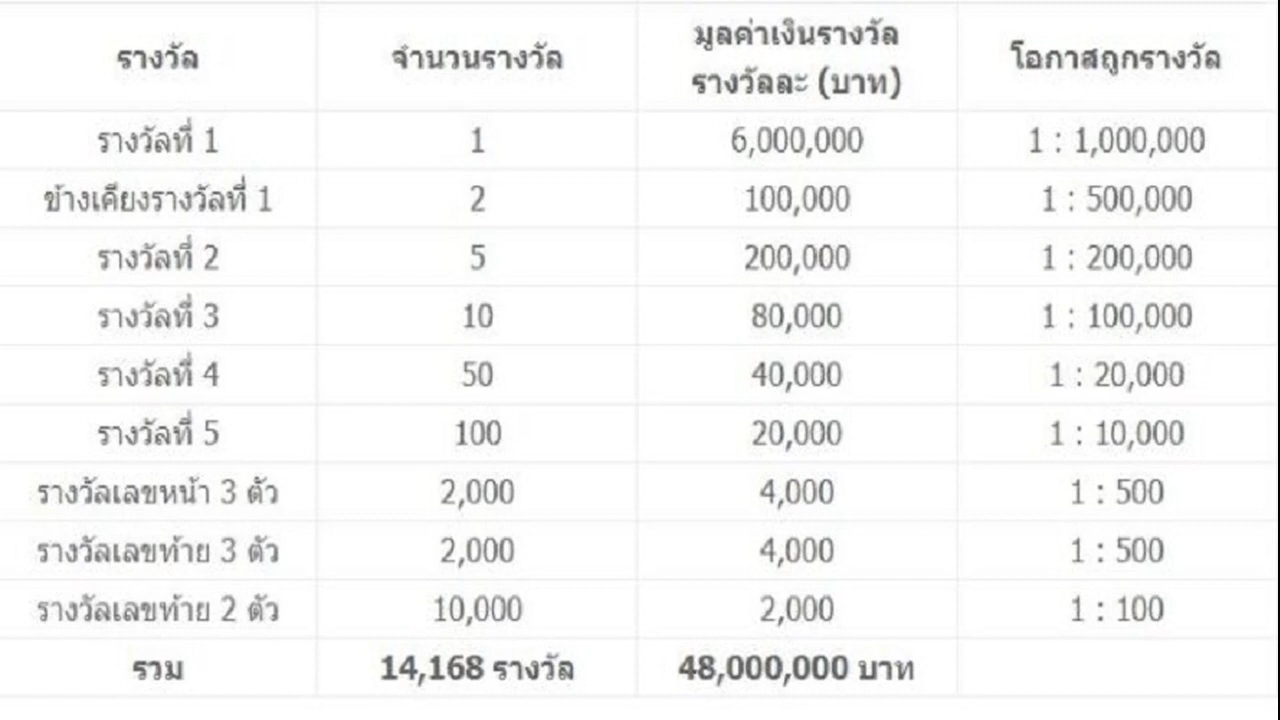 รางวัล จำนวนรางวัล มูลค่าเงินรางวัล โอกาสถูกรางวัล
รางวัลละ (บาท)
รางวัลที่ 1 1 6,000,000 1 : 1,000,000
ข้างเคียงรางวัลที่ 1 2 100,000 1 : 500,000
รางวัลที่ 2 5 200,000 1 : 200,000
รางวัลที่ 3 10 80,000 1 : 100,000
รางวัลที่ 4 50 40,000 1 : 20,000
รางวัลที่ 5 100 20,000 1 : 10,000
รางวัลเลขหน้า 3 ตัว 2,000 4,000 1 : 500
รางวัลเลขท้าย 3 ตัว 2,000 4,000 1 : 500
รางวัลเลขท้าย 2 ตัว 10,000 2,000 1 : 100
รวม 14,168 รางวัล 48,000,000 บาท